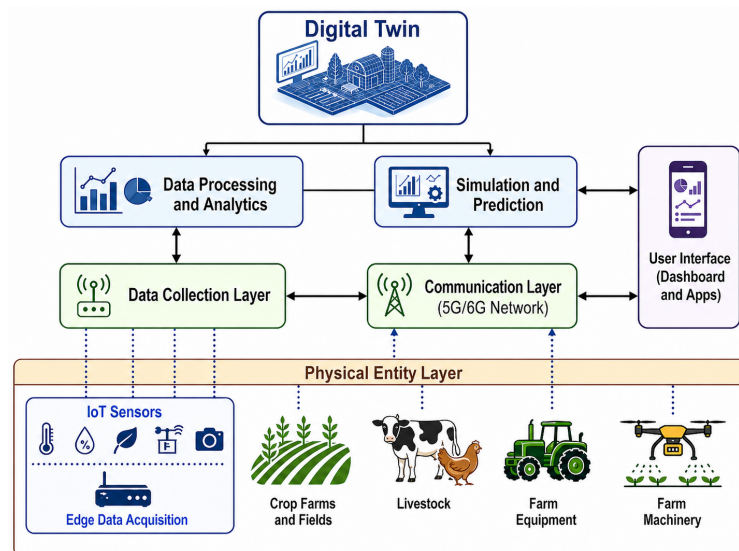 Digital Twin
Data Processing
and Analytics
Simulation and
Prediction
User Interface
(Dashboard
and Apps)
Data Collection Layer
Communication Layer
(5G/6G Network)
Physical Entity Layer
IoT Sensors
%
F
Edge Data Acquisition
Crop Farms
and Fields
Livestock
Farm
Equipment
Farm
Machinery